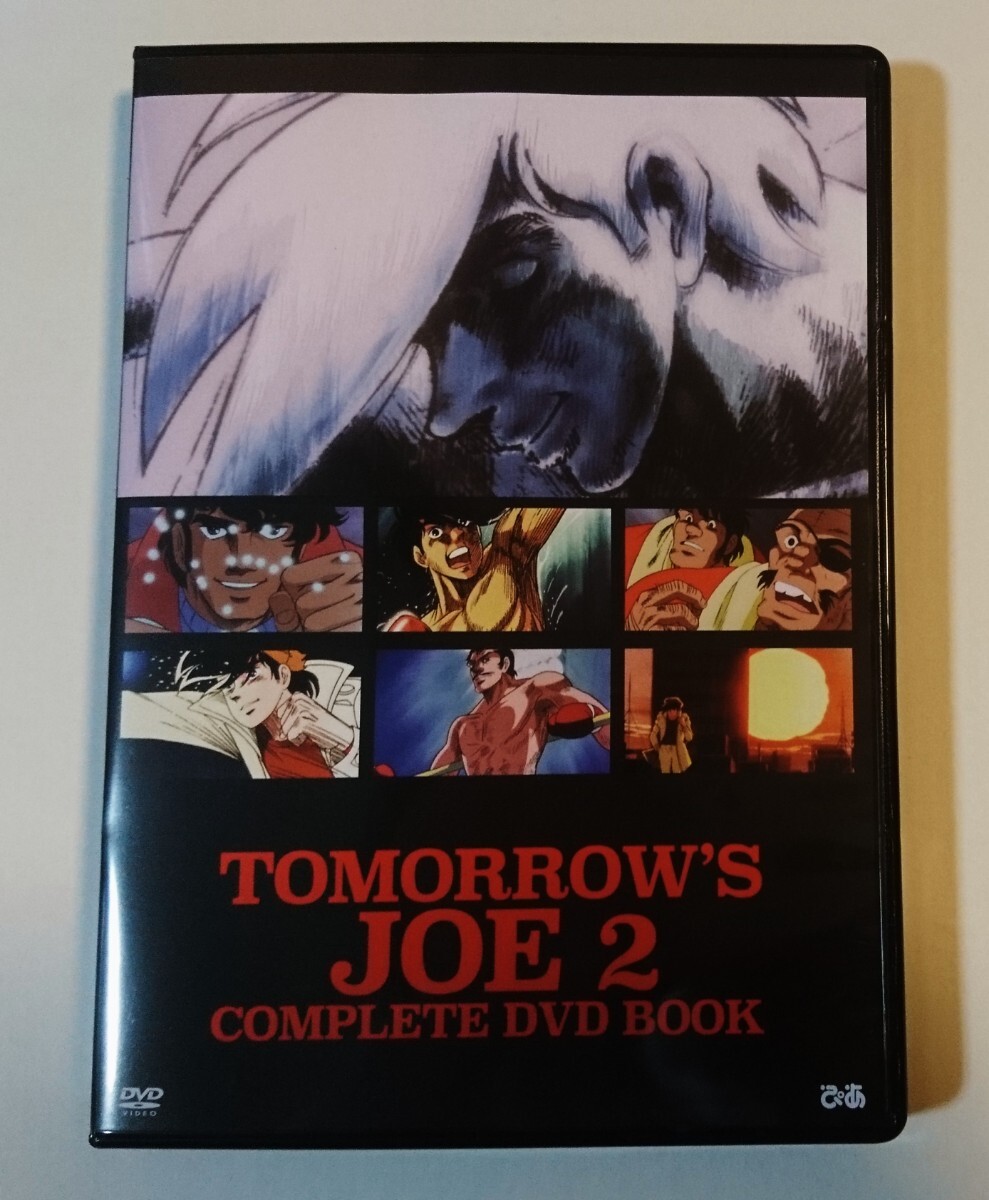 TOMORROW'S
JOE 2
COMPLETE DVD BOOK
DVD
VIDEO
ぴあ